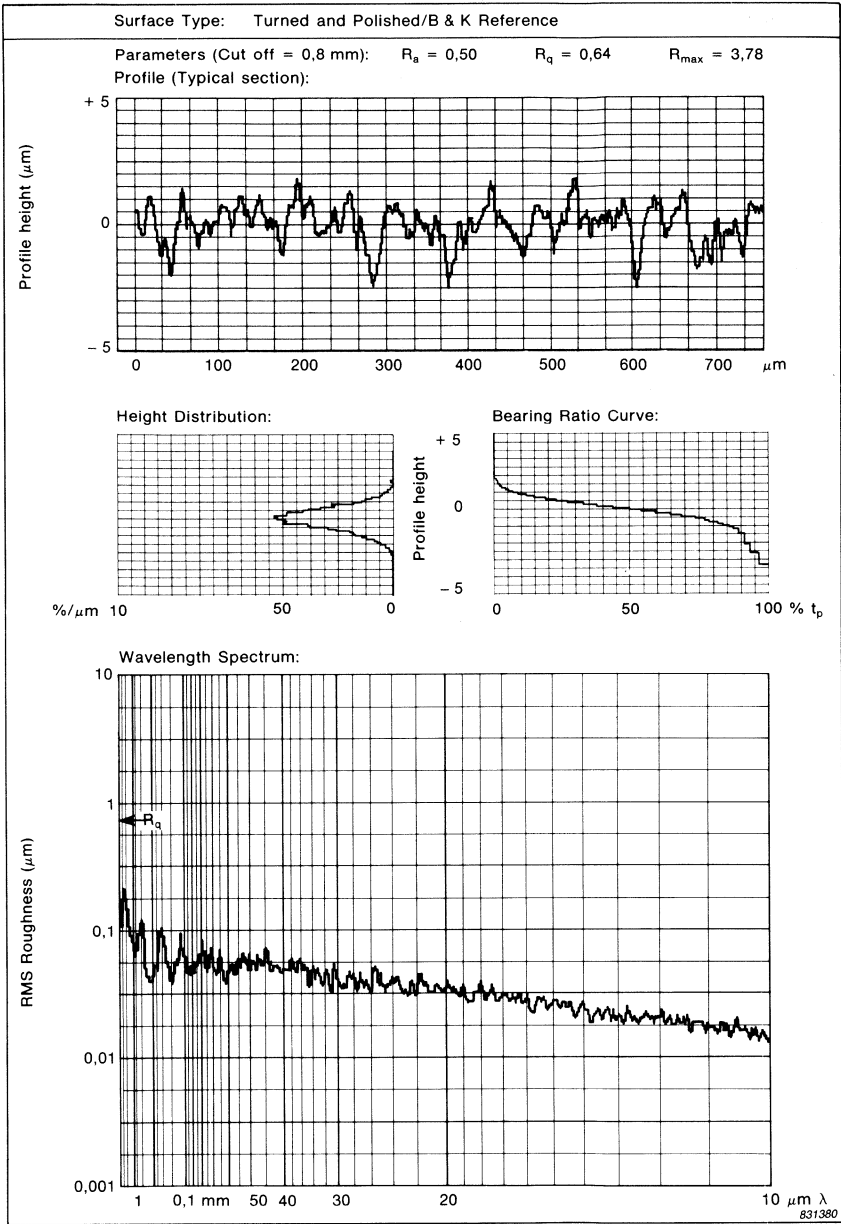 Surface Type: Turned and Polished/B & K Reference
Parameters (Cut off = 0,8 mm): Rₐ = 0,50 R_q = 0,64 R_max = 3,78
Profile (Typical section):
+ 5
Profile height (μm)
0
– 5
0 100 200 300 400 500 600 700 μm
Height Distribution:
%/μm 10 50 0
Bearing Ratio Curve:
+ 5
Profile height
0
– 5
0 50 100 % tₚ
Wavelength Spectrum:
10
1
R_q
RMS Roughness (μm)
0,1
0,01
0,001
1 0,1 mm 50 40 30 20 10 μm λ
831380